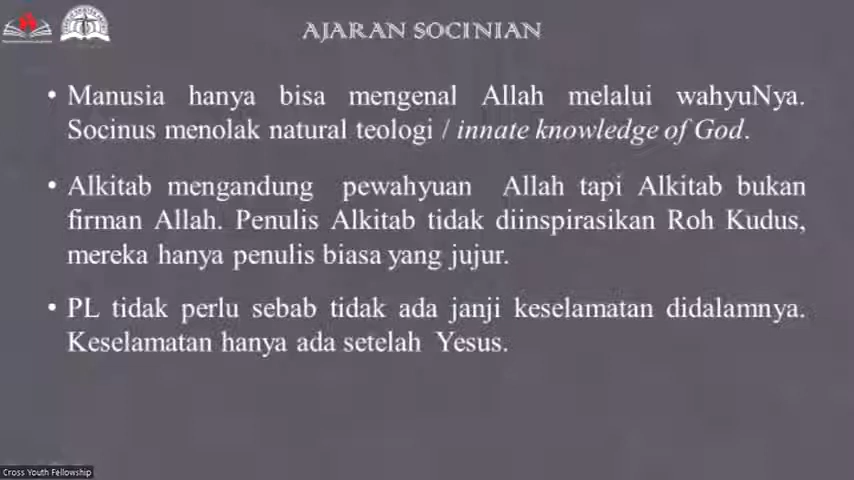 AJARAN SOCINIAN
• Manusia hanya bisa mengenal Allah melalui wahyuNya.
Socinus menolak natural teologi / innate knowledge of God.
• Alkitab mengandung pewahyuan Allah tapi Alkitab bukan
firman Allah. Penulis Alkitab tidak diinspirasikan Roh Kudus,
mereka hanya penulis biasa yang jujur.
• PL tidak perlu sebab tidak ada janji keselamatan didalamnya.
Keselamatan hanya ada setelah Yesus.
Cross Youth Fellowship